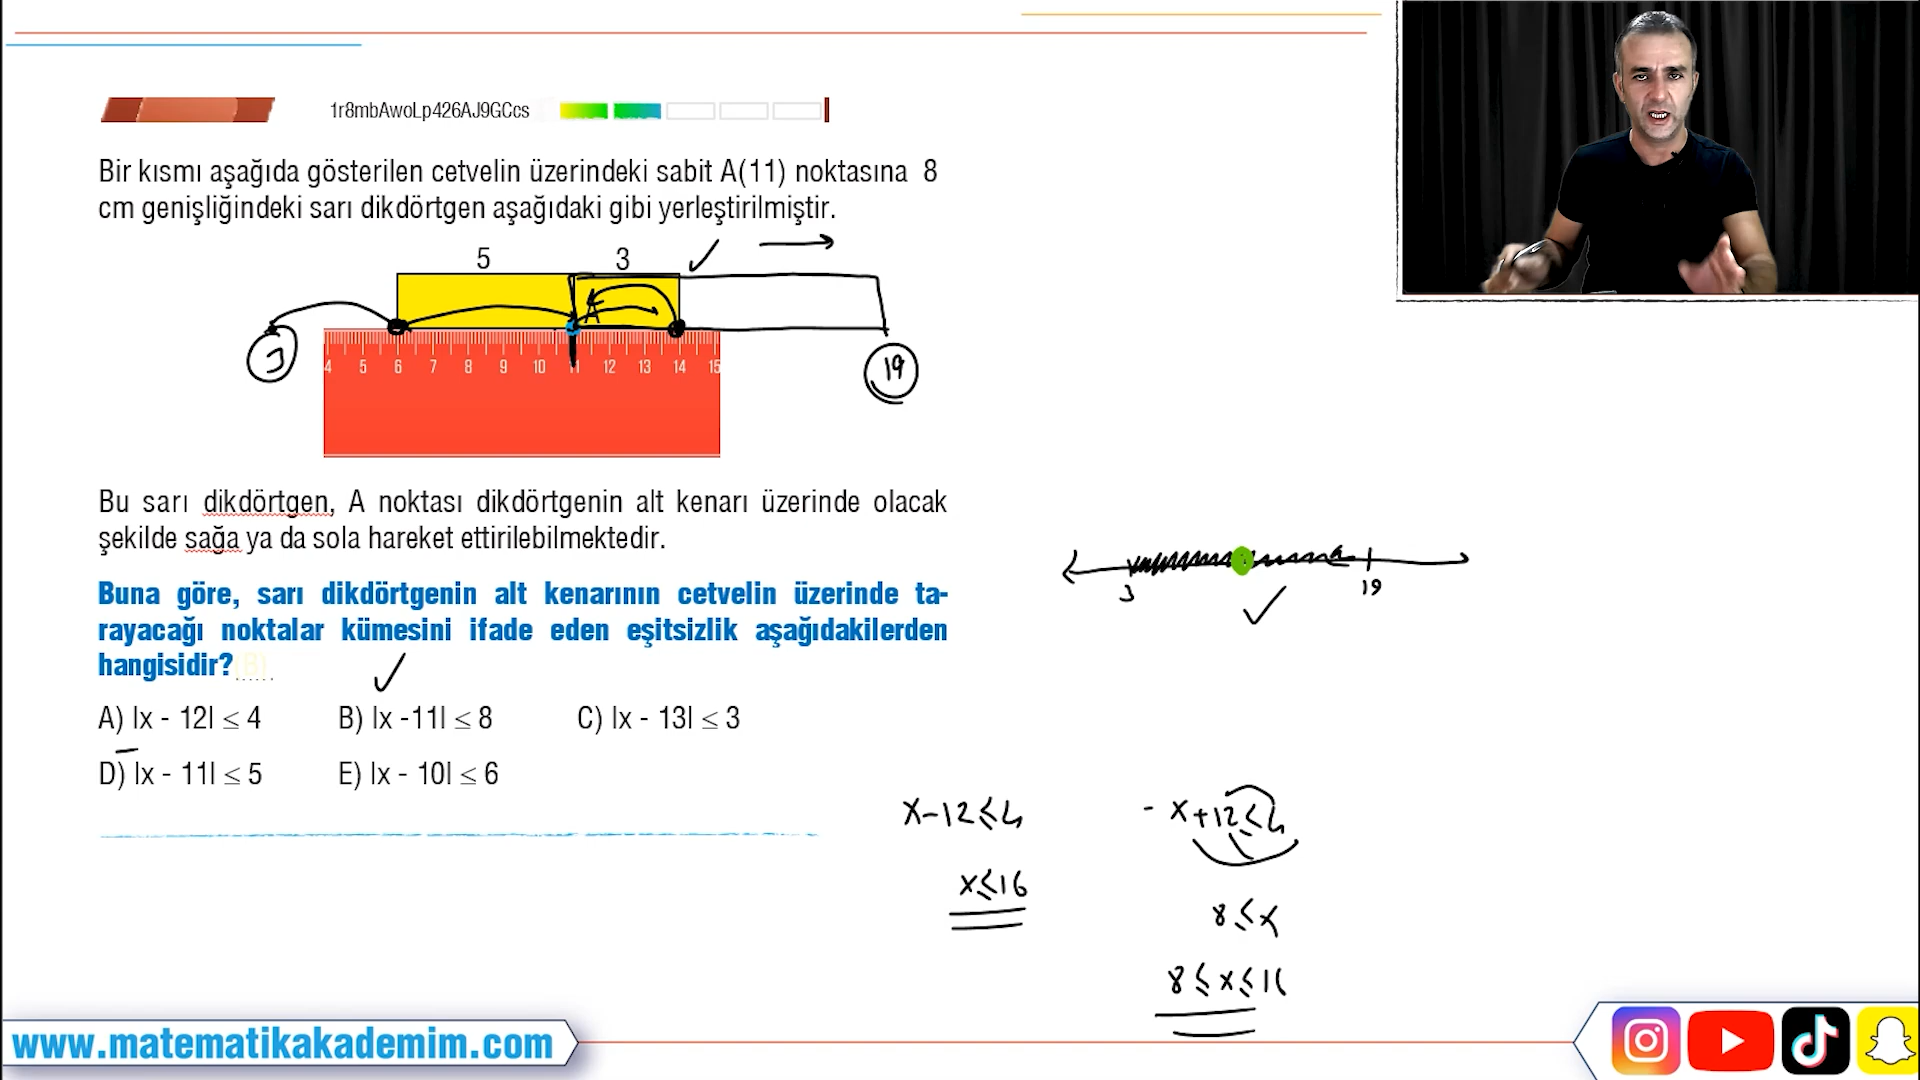 1r8mbAwoLp426AJ9GCcs
Bir kısmı aşağıda gösterilen cetvelin üzerindeki sabit A(11) noktasına 8
cm genişliğindeki sarı dikdörtgen aşağıdaki gibi yerleştirilmiştir.
5 3
A
3 19
4 5 6 7 8 9 10 11 12 13 14 15
Bu sarı dikdörtgen, A noktası dikdörtgenin alt kenarı üzerinde olacak
şekilde sağa ya da sola hareket ettirilebilmektedir.
3 19
Buna göre, sarı dikdörtgenin alt kenarının cetvelin üzerinde ta-
rayacağı noktalar kümesini ifade eden eşitsizlik aşağıdakilerden
hangisidir? (B)
A) |x - 12| ≤ 4 B) |x -11| ≤ 8 C) |x - 13| ≤ 3
D) |x - 11| ≤ 5 E) |x - 10| ≤ 6
x-12≤4 -x+12≤4
x≤16
8≤x
8≤x≤16
www.matematikakademim.com